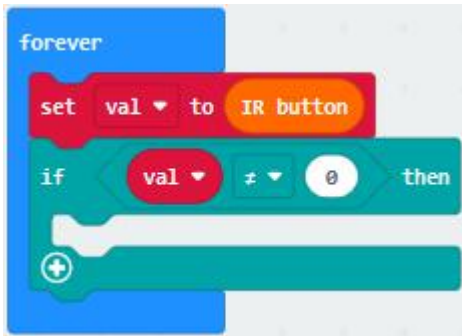 forever
set val to IR button
if val ≠ 0 then